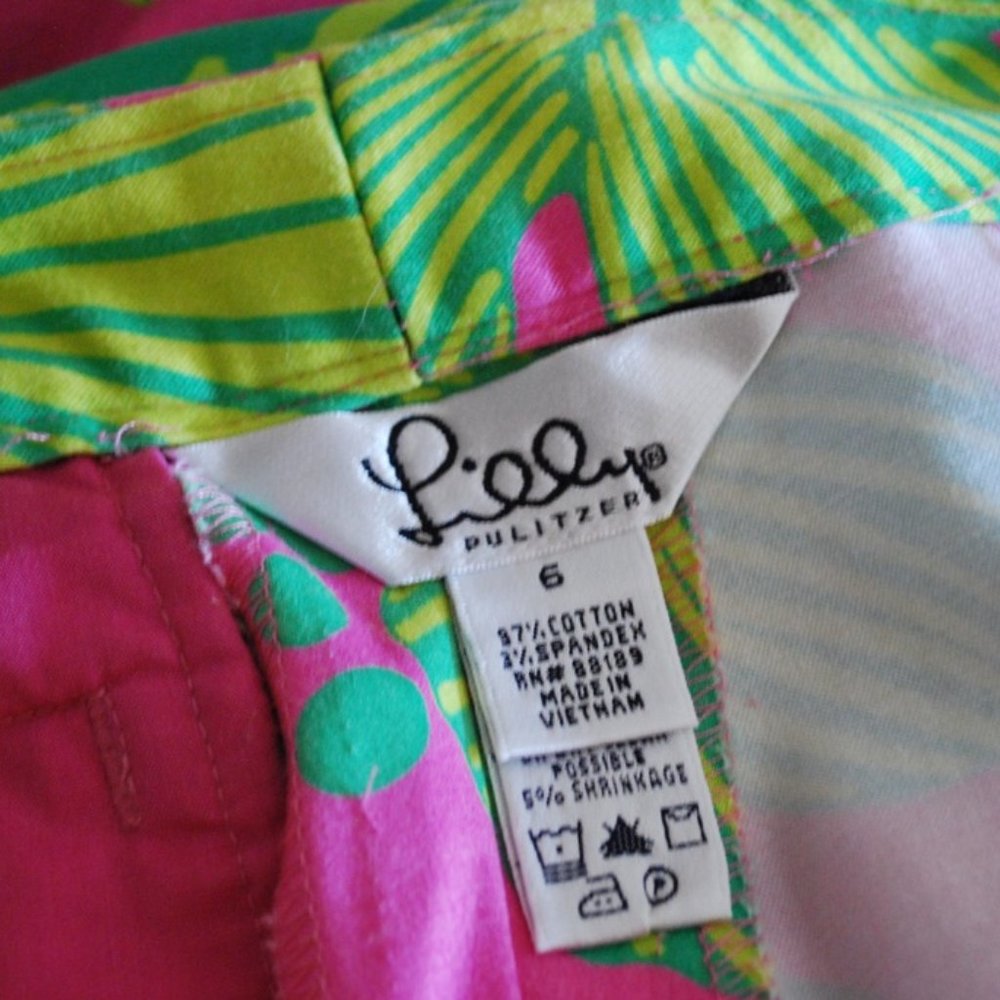 Lilly®
PULITZER
6
97% COTTON
3% SPANDEX
RN# 88189
MADE IN
VIETNAM
POSSIBLE
5% SHRINKAGE
P